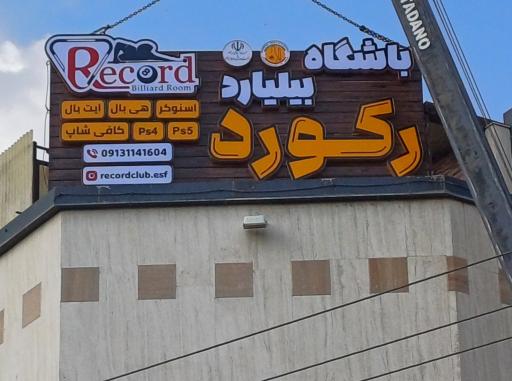 باشگاه
بیلیارد
رکورد
Record
Billiard Room
اسنوکر
هی بال
ایت بال
Ps5
Ps4
کافی شاپ
09131141604
recordclub.esf
TADANO